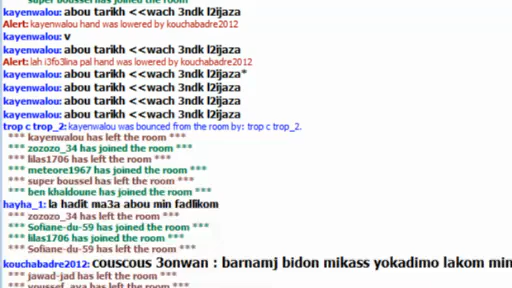 super boussel has joined the room
kayenwalou: abou tarikh <<wach 3ndk l2ijaza
Alert: kayenwalou hand was lowered by kouchabadre2012
kayenwalou: v
kayenwalou: abou tarikh <<wach 3ndk l2ijaza
Alert: lah i3fo3lina pal hand was lowered by kouchabadre2012
kayenwalou: abou tarikh <<wach 3ndk l2ijaza*
kayenwalou: abou tarikh <<wach 3ndk l2ijaza
kayenwalou: abou tarikh <<wach 3ndk l2ijaza
trop c trop_2: kayenwalou was bounced from the room by: trop c trop_2.
*** kayenwalou has left the room ***
*** zozozo_34 has joined the room ***
*** lilas1706 has left the room ***
*** meteore1967 has joined the room ***
*** super boussel has left the room ***
*** ben khaldoune has joined the room ***
hayha_1: la hadit ma3a abou min fadlikom
*** zozozo_34 has left the room ***
*** Sofiane-du-59 has joined the room ***
*** lilas1706 has joined the room ***
*** Sofiane-du-59 has left the room ***
kouchabadre2012: couscous 3onwan : barnamj bidon mikass yokadimo lakom min
*** jawad-jad has left the room ***
*** youssef_aya has left the room ***